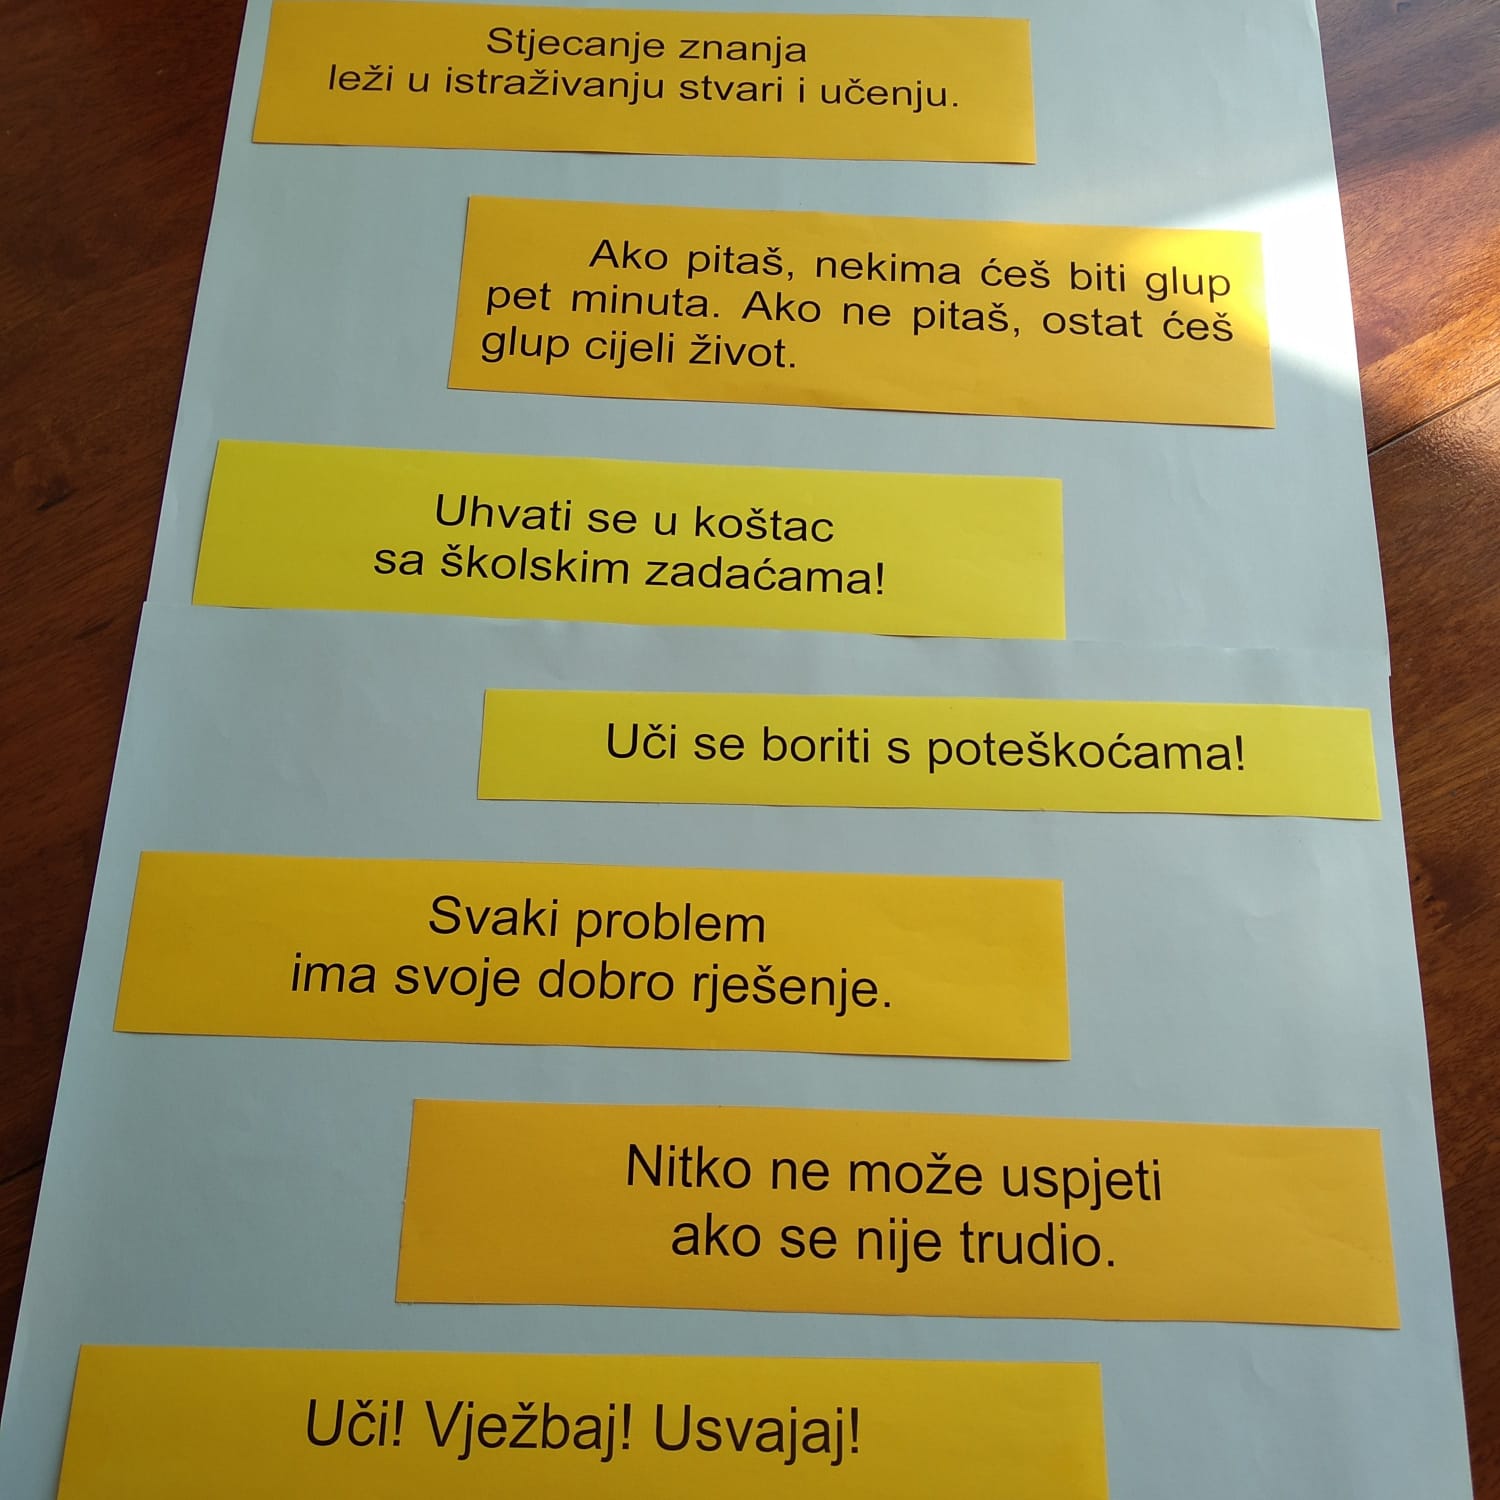 Stjecanje znanja
leži u istraživanju stvari i učenju.
Ako pitaš, nekima ćeš biti glup
pet minuta. Ako ne pitaš, ostat ćeš
glup cijeli život.
Uhvati se u koštac
sa školskim zadaćama!
Uči se boriti s poteškoćama!
Svaki problem
ima svoje dobro rješenje.
Nitko ne može uspjeti
ako se nije trudio.
Uči! Vježbaj! Usvajaj!